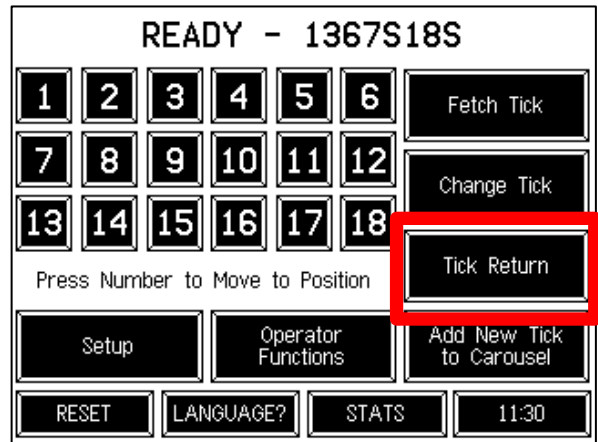 READY - 1367S18S
1 2 3 4 5 6
Fetch Tick
7 8 9 10 11 12
Change Tick
13 14 15 16 17 18
Tick Return
Press Number to Move to Position
Setup
Operator
Functions
Add New Tick
to Carousel
RESET
LANGUAGE?
STATS
11:30